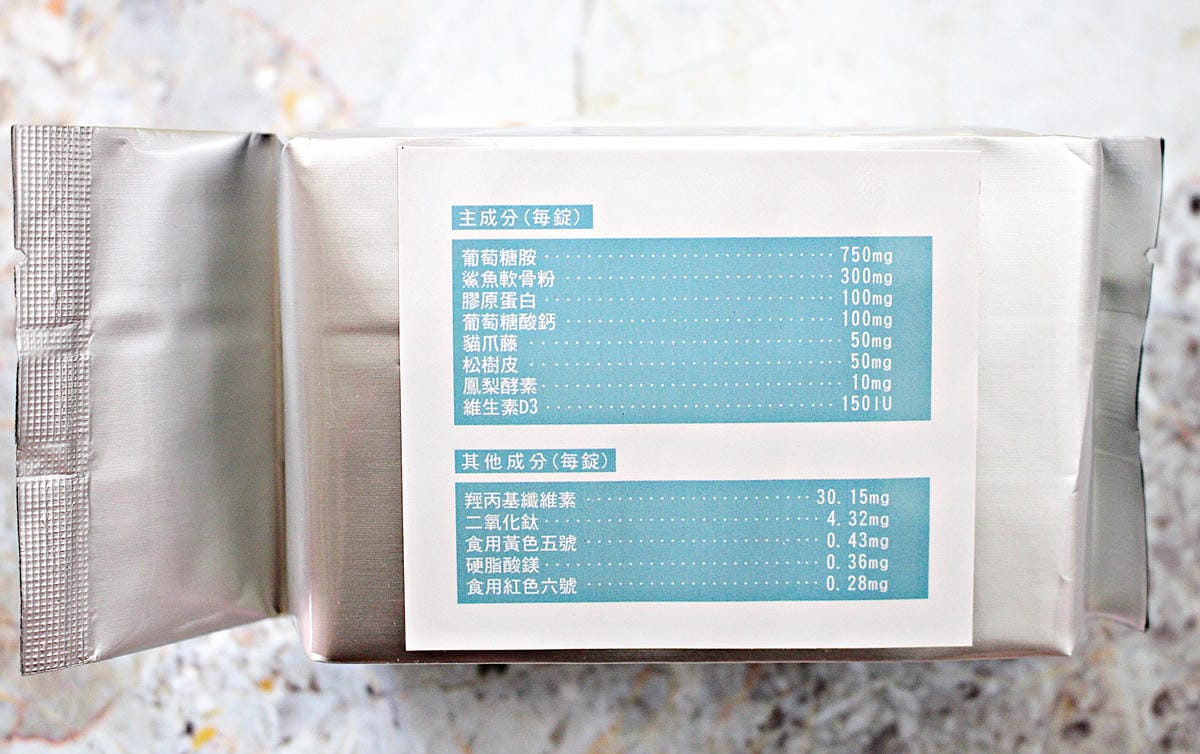 主成分(每錠)
葡萄糖胺 750mg
鯊魚軟骨粉 300mg
膠原蛋白 100mg
葡萄糖酸鈣 100mg
貓爪藤 50mg
松樹皮 50mg
鳳梨酵素 10mg
維生素D3 150IU
其他成分(每錠)
羥丙基纖維素 30.15mg
二氧化鈦 4.32mg
食用黃色五號 0.43mg
硬脂酸鎂 0.36mg
食用紅色六號 0.28mg